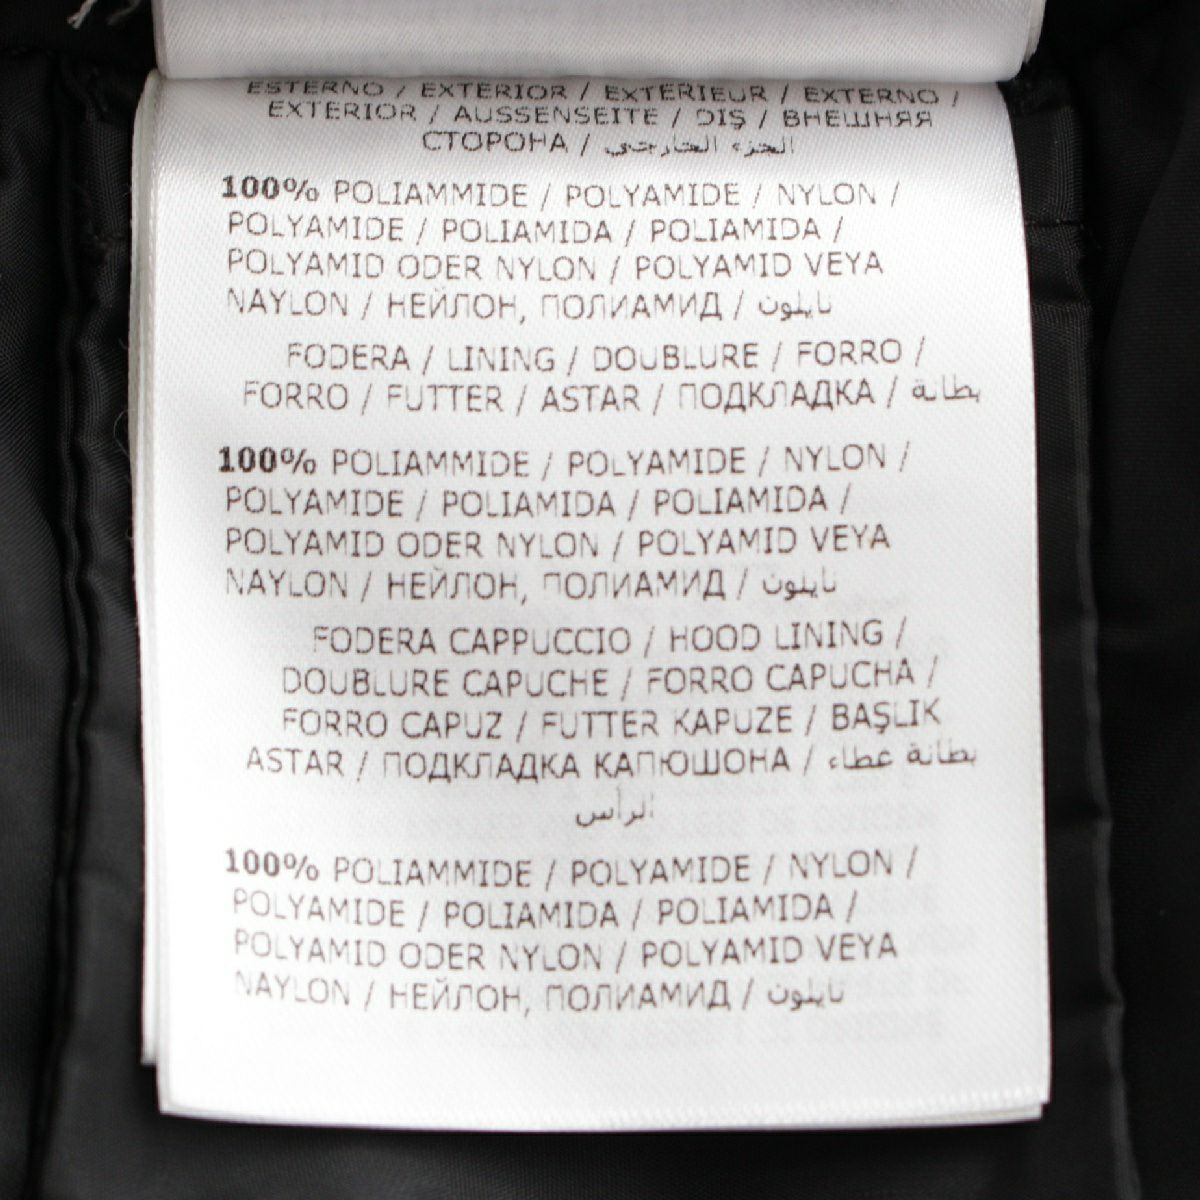 ESTERNO / EXTERIOR / EXTÉRIEUR / EXTERNO /
EXTERIOR / AUSSENSEITE / DIŞ / ВНЕШНЯЯ
СТОРОНА / الجزء الخارجي
100% POLIAMMIDE / POLYAMIDE / NYLON /
POLYAMIDE / POLIAMIDA / POLIAMIDA /
POLYAMID ODER NYLON / POLYAMID VEYA
NAYLON / НЕЙЛОН, ПОЛИАМИД / نايلون
FODERA / LINING / DOUBLURE / FORRO /
FORRO / FUTTER / ASTAR / ПОДКЛАДКА / بطانة
100% POLIAMMIDE / POLYAMIDE / NYLON /
POLYAMIDE / POLIAMIDA / POLIAMIDA /
POLYAMID ODER NYLON / POLYAMID VEYA
NAYLON / НЕЙЛОН, ПОЛИАМИД / نايلون
FODERA CAPPUCCIO / HOOD LINING /
DOUBLURE CAPUCHE / FORRO CAPUCHA /
FORRO CAPUZ / FUTTER KAPUZE / BAŞLIK
ASTAR / ПОДКЛАДКА КАПЮШОНА / بطانة غطاء
الرأس
100% POLIAMMIDE / POLYAMIDE / NYLON /
POLYAMIDE / POLIAMIDA / POLIAMIDA /
POLYAMID ODER NYLON / POLYAMID VEYA
NAYLON / НЕЙЛОН, ПОЛИАМИД / نايلون